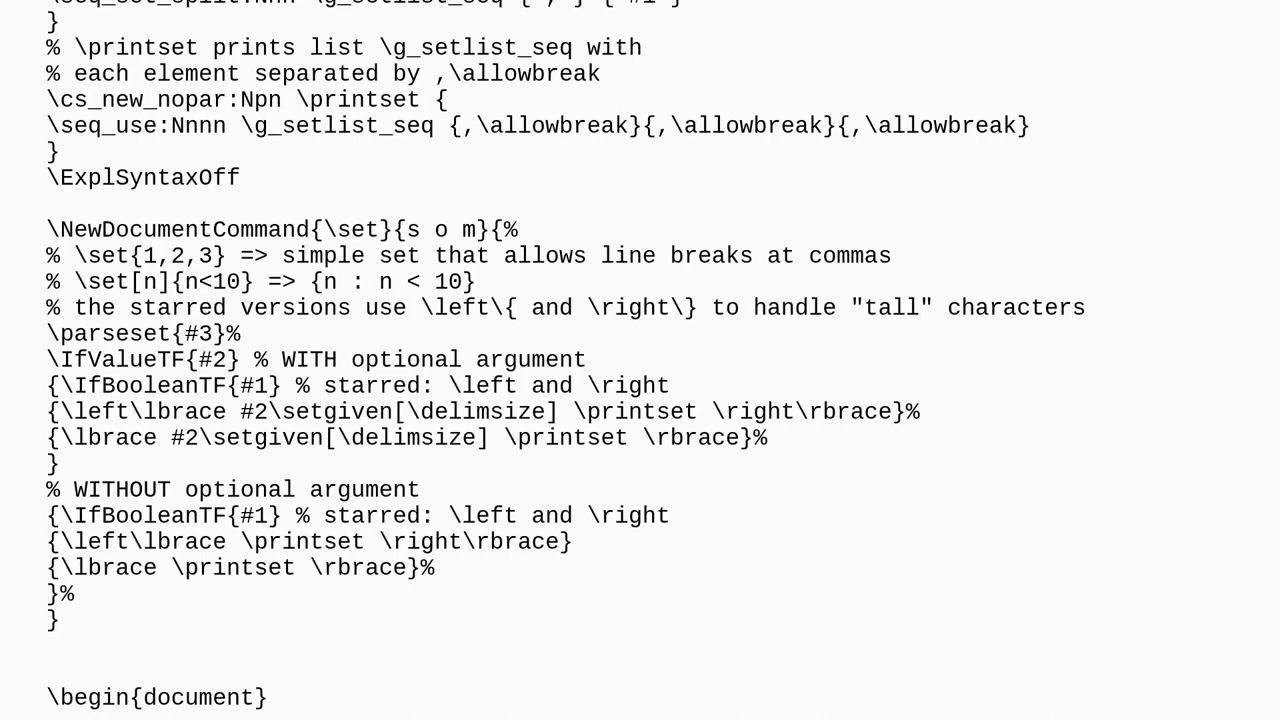 }
% \printset prints list \g_setlist_seq with
% each element separated by ,\allowbreak
\cs_new_nopar:Npn \printset {
\seq_use:Nnnn \g_setlist_seq {,\allowbreak}{,\allowbreak}{,\allowbreak}
}
\ExplSyntaxOff

\NewDocumentCommand{\set}{s o m}{%
% \set{1,2,3} => simple set that allows line breaks at commas
% \set[n]{n<10} => {n : n < 10}
% the starred versions use \left\{ and \right\} to handle "tall" characters
\parseset{#3}%
\IfValueTF{#2} % WITH optional argument
{\IfBooleanTF{#1} % starred: \left and \right
{\left\lbrace #2\setgiven[\delimsize] \printset \right\rbrace}%
{\lbrace #2\setgiven[\delimsize] \printset \rbrace}%
}
% WITHOUT optional argument
{\IfBooleanTF{#1} % starred: \left and \right
{\left\lbrace \printset \right\rbrace}
{\lbrace \printset \rbrace}%
}%
}

\begin{document}